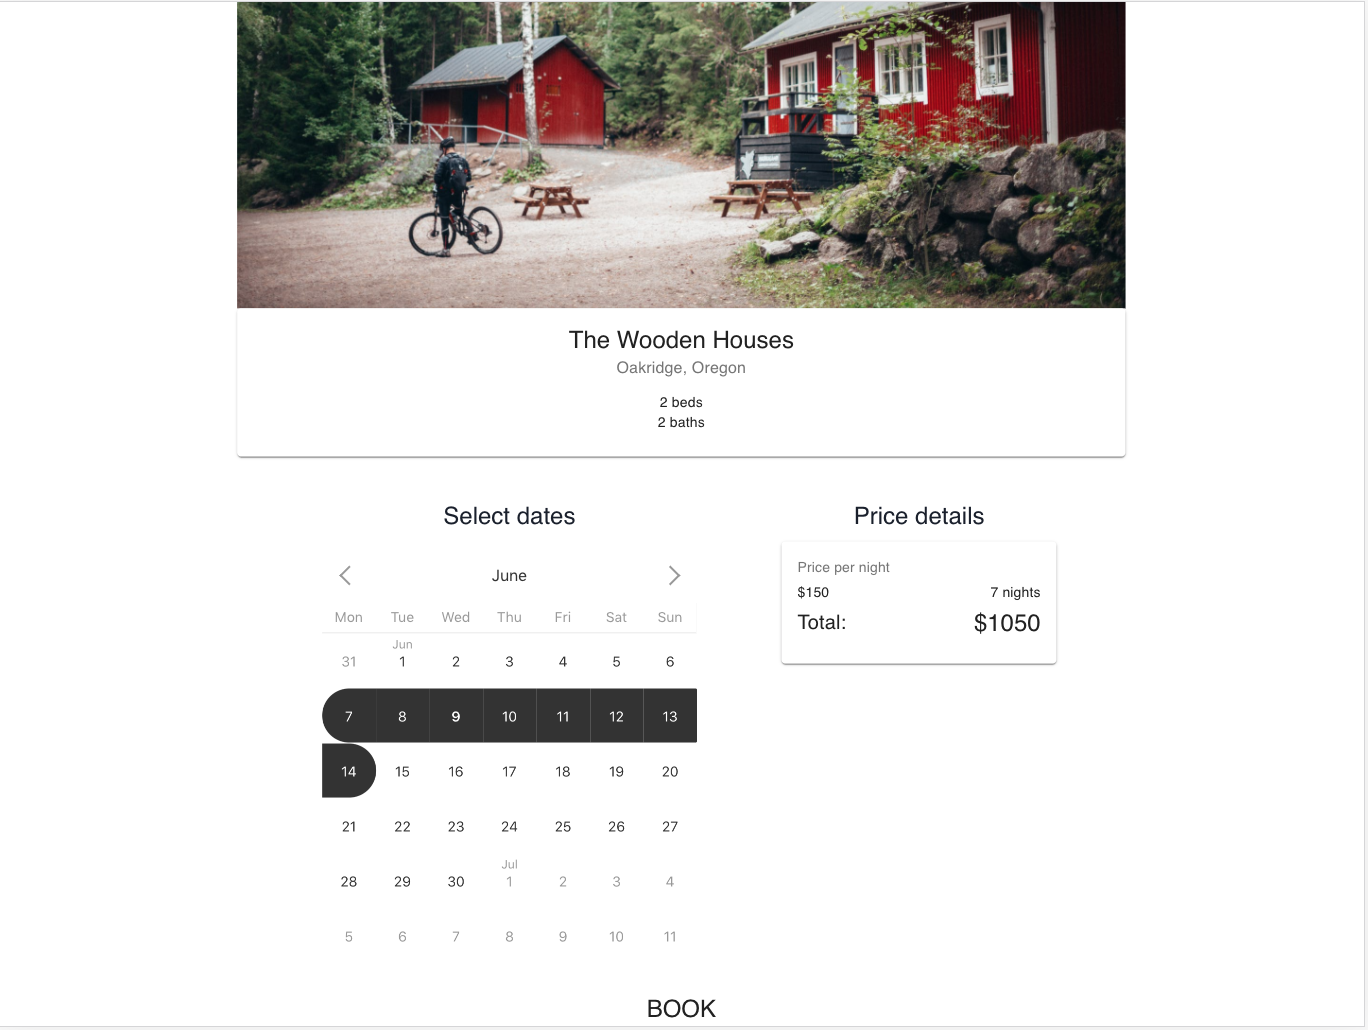 The Wooden Houses
Oakridge, Oregon
2 beds
2 baths
Select dates
June
Mon Tue Wed Thu Fri Sat Sun
Jun
31 1 2 3 4 5 6
7 8 9 10 11 12 13
14 15 16 17 18 19 20
21 22 23 24 25 26 27
Jul
28 29 30 1 2 3 4
5 6 7 8 9 10 11
Price details
Price per night
$150 7 nights
Total: $1050
BOOK